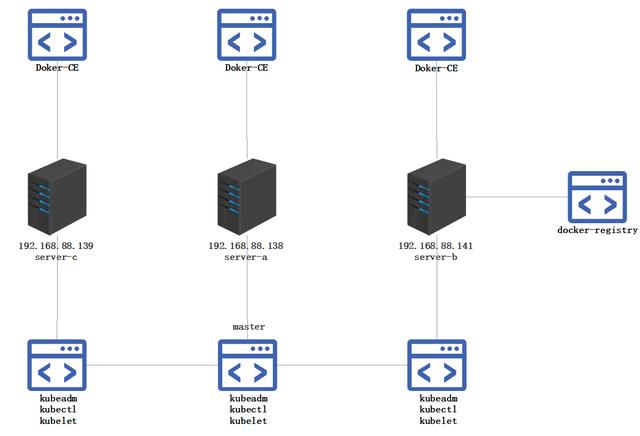 Doker-CE
Doker-CE
Doker-CE
192.168.88.139
server-c
192.168.88.138
server-a
192.168.88.141
server-b
docker-registry
master
kubeadm
kubectl
kubelet
kubeadm
kubectl
kubelet
kubeadm
kubectl
kubelet